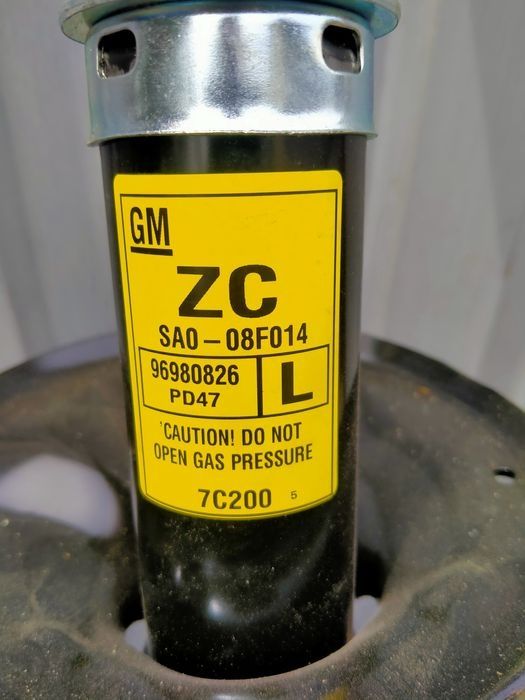 GM
ZC
SA0-08F014
96980826
PD47
L
'CAUTION! DO NOT
OPEN GAS PRESSURE
7C200 5